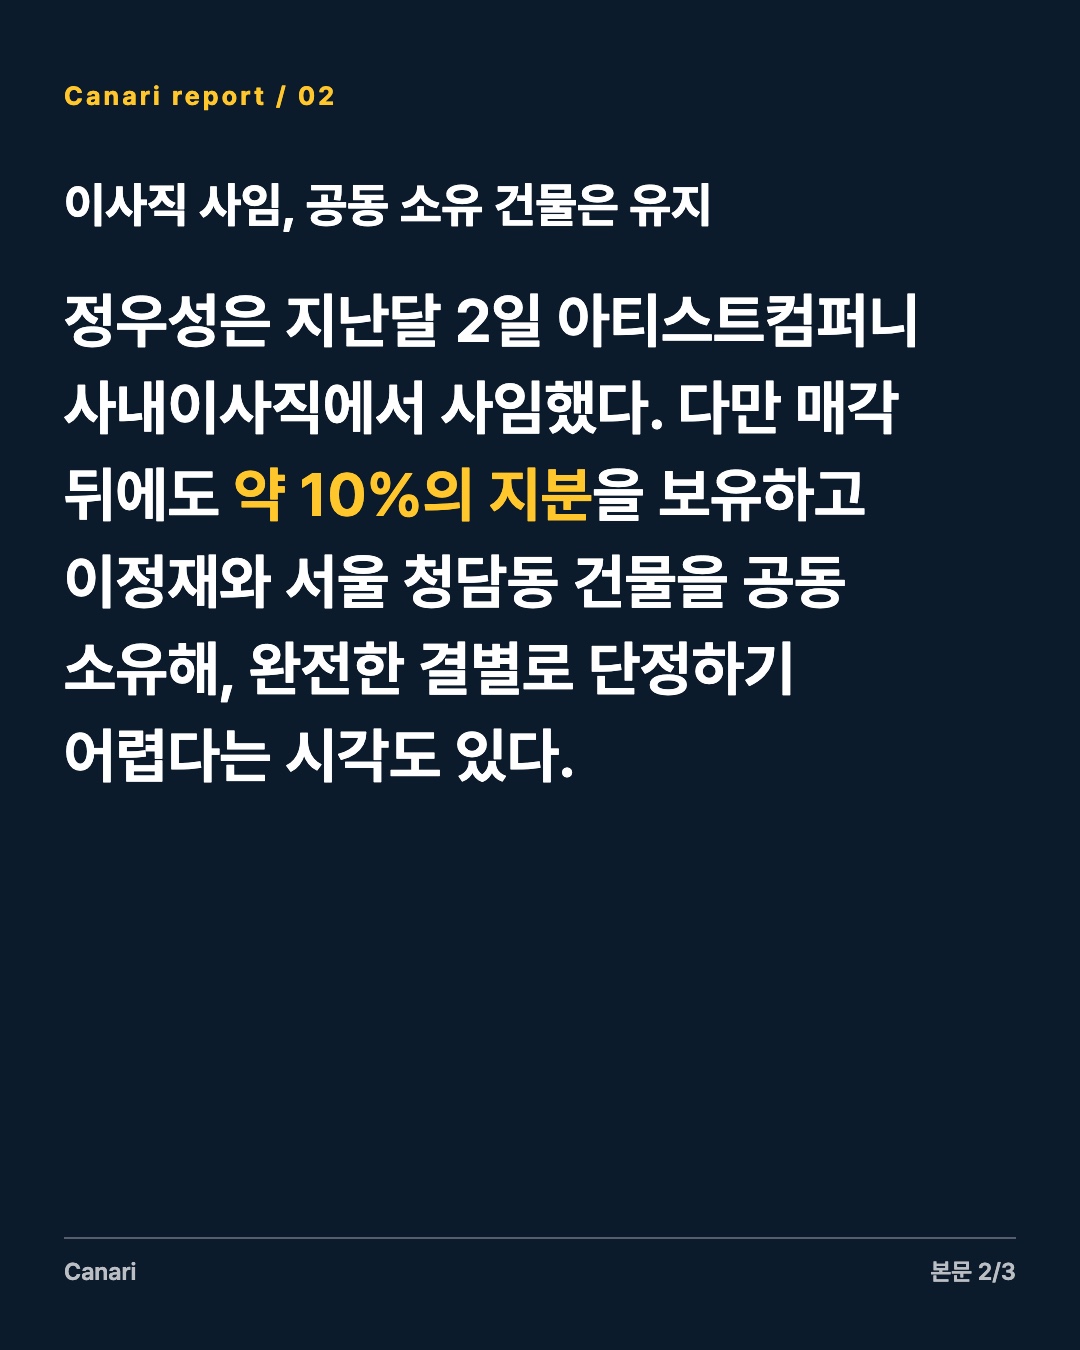 Canari report / 02
이사직 사임, 공동 소유 건물은 유지
정우성은 지난달 2일 아티스트컴퍼니
사내이사직에서 사임했다. 다만 매각
뒤에도 약 10%의 지분을 보유하고
이정재와 서울 청담동 건물을 공동
소유해, 완전한 결별로 단정하기
어렵다는 시각도 있다.
Canari
본문 2/3